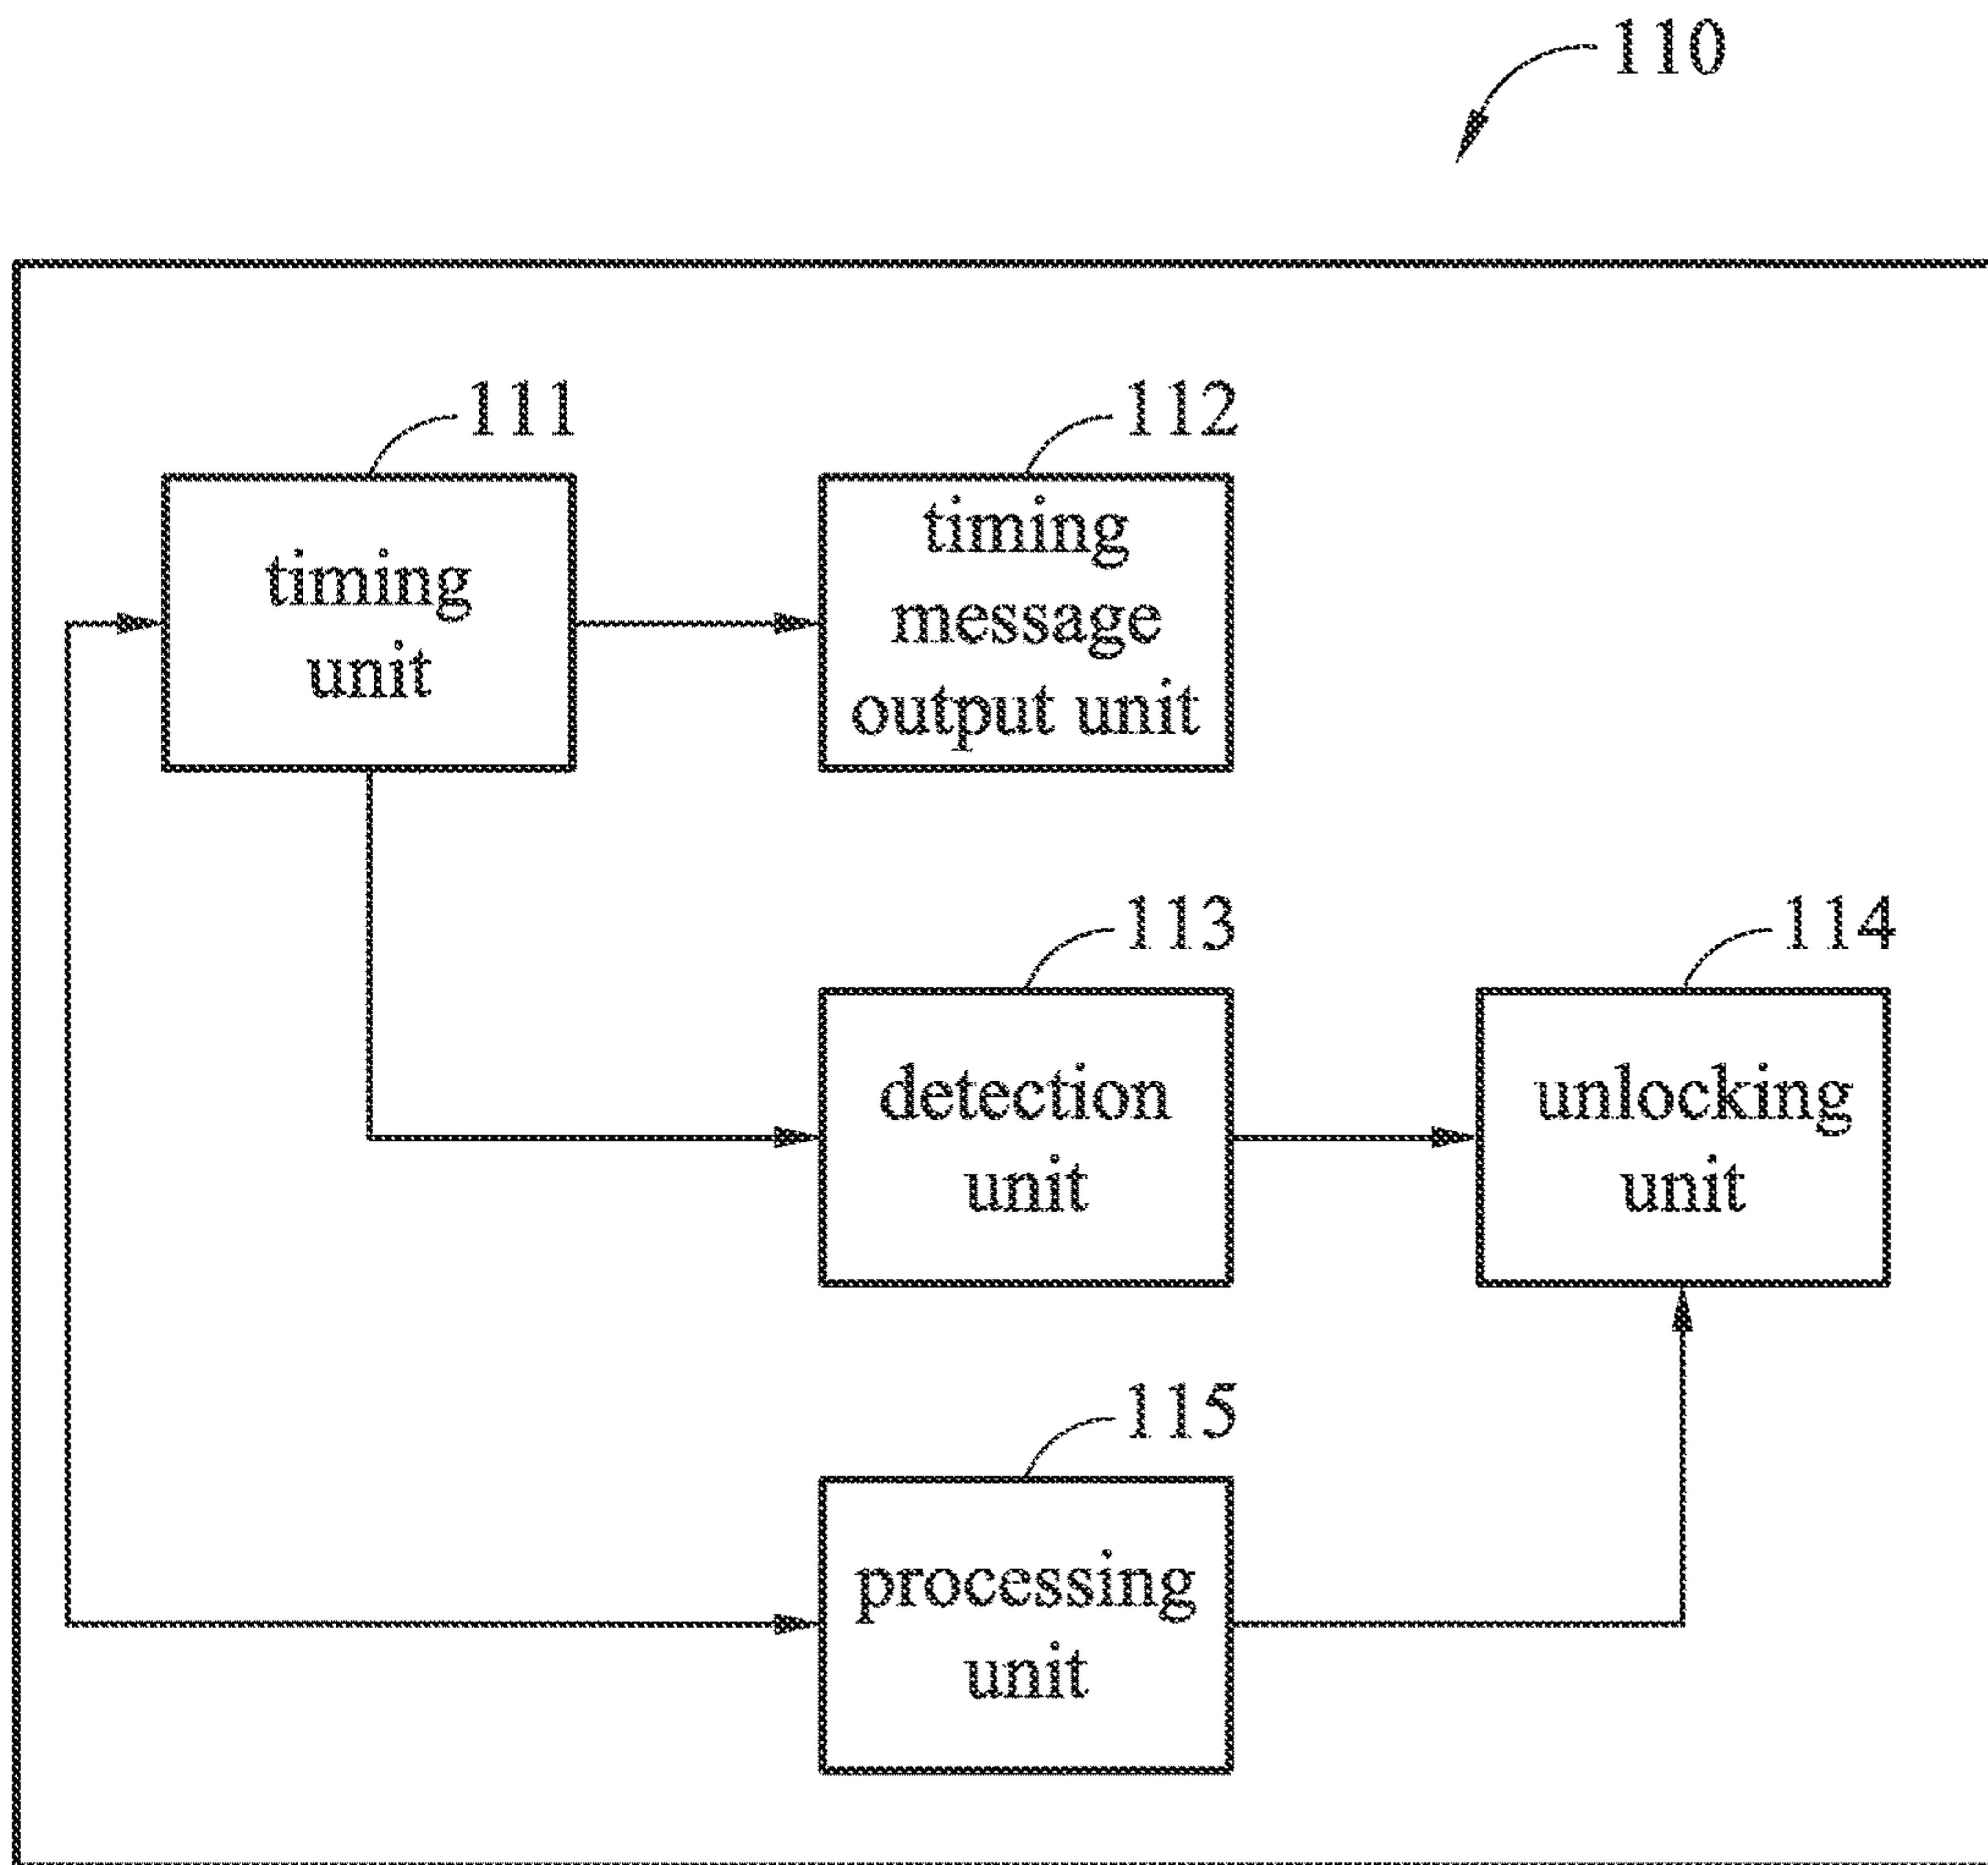 110
111
112
timing
unit
timing
message
output unit
113
114
detection
unit
unlocking
unit
115
processing
unit